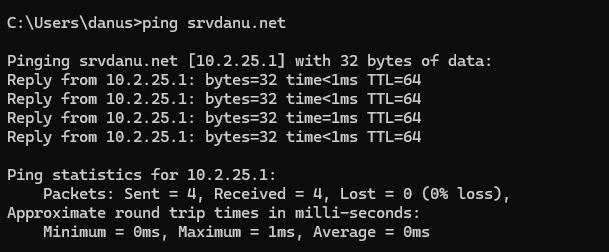 C:\Users\danus>ping srvdanu.net
Pinging srvdanu.net [10.2.25.1] with 32 bytes of data:
Reply from 10.2.25.1: bytes=32 time<1ms TTL=64
Reply from 10.2.25.1: bytes=32 time<1ms TTL=64
Reply from 10.2.25.1: bytes=32 time=1ms TTL=64
Reply from 10.2.25.1: bytes=32 time<1ms TTL=64
Ping statistics for 10.2.25.1:
    Packets: Sent = 4, Received = 4, Lost = 0 (0% loss),
Approximate round trip times in milli-seconds:
    Minimum = 0ms, Maximum = 1ms, Average = 0ms